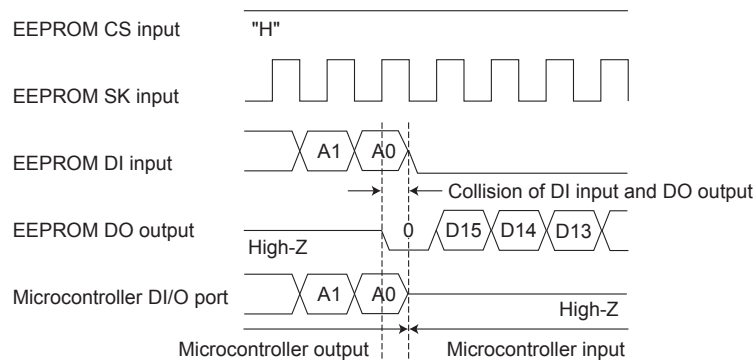 EEPROM CS input "H"
EEPROM SK input
EEPROM DI input A1 A0
Collision of DI input and DO output
EEPROM DO output 0 D15 D14 D13
High-Z
Microcontroller DI/O port A1 A0
High-Z
Microcontroller output Microcontroller input